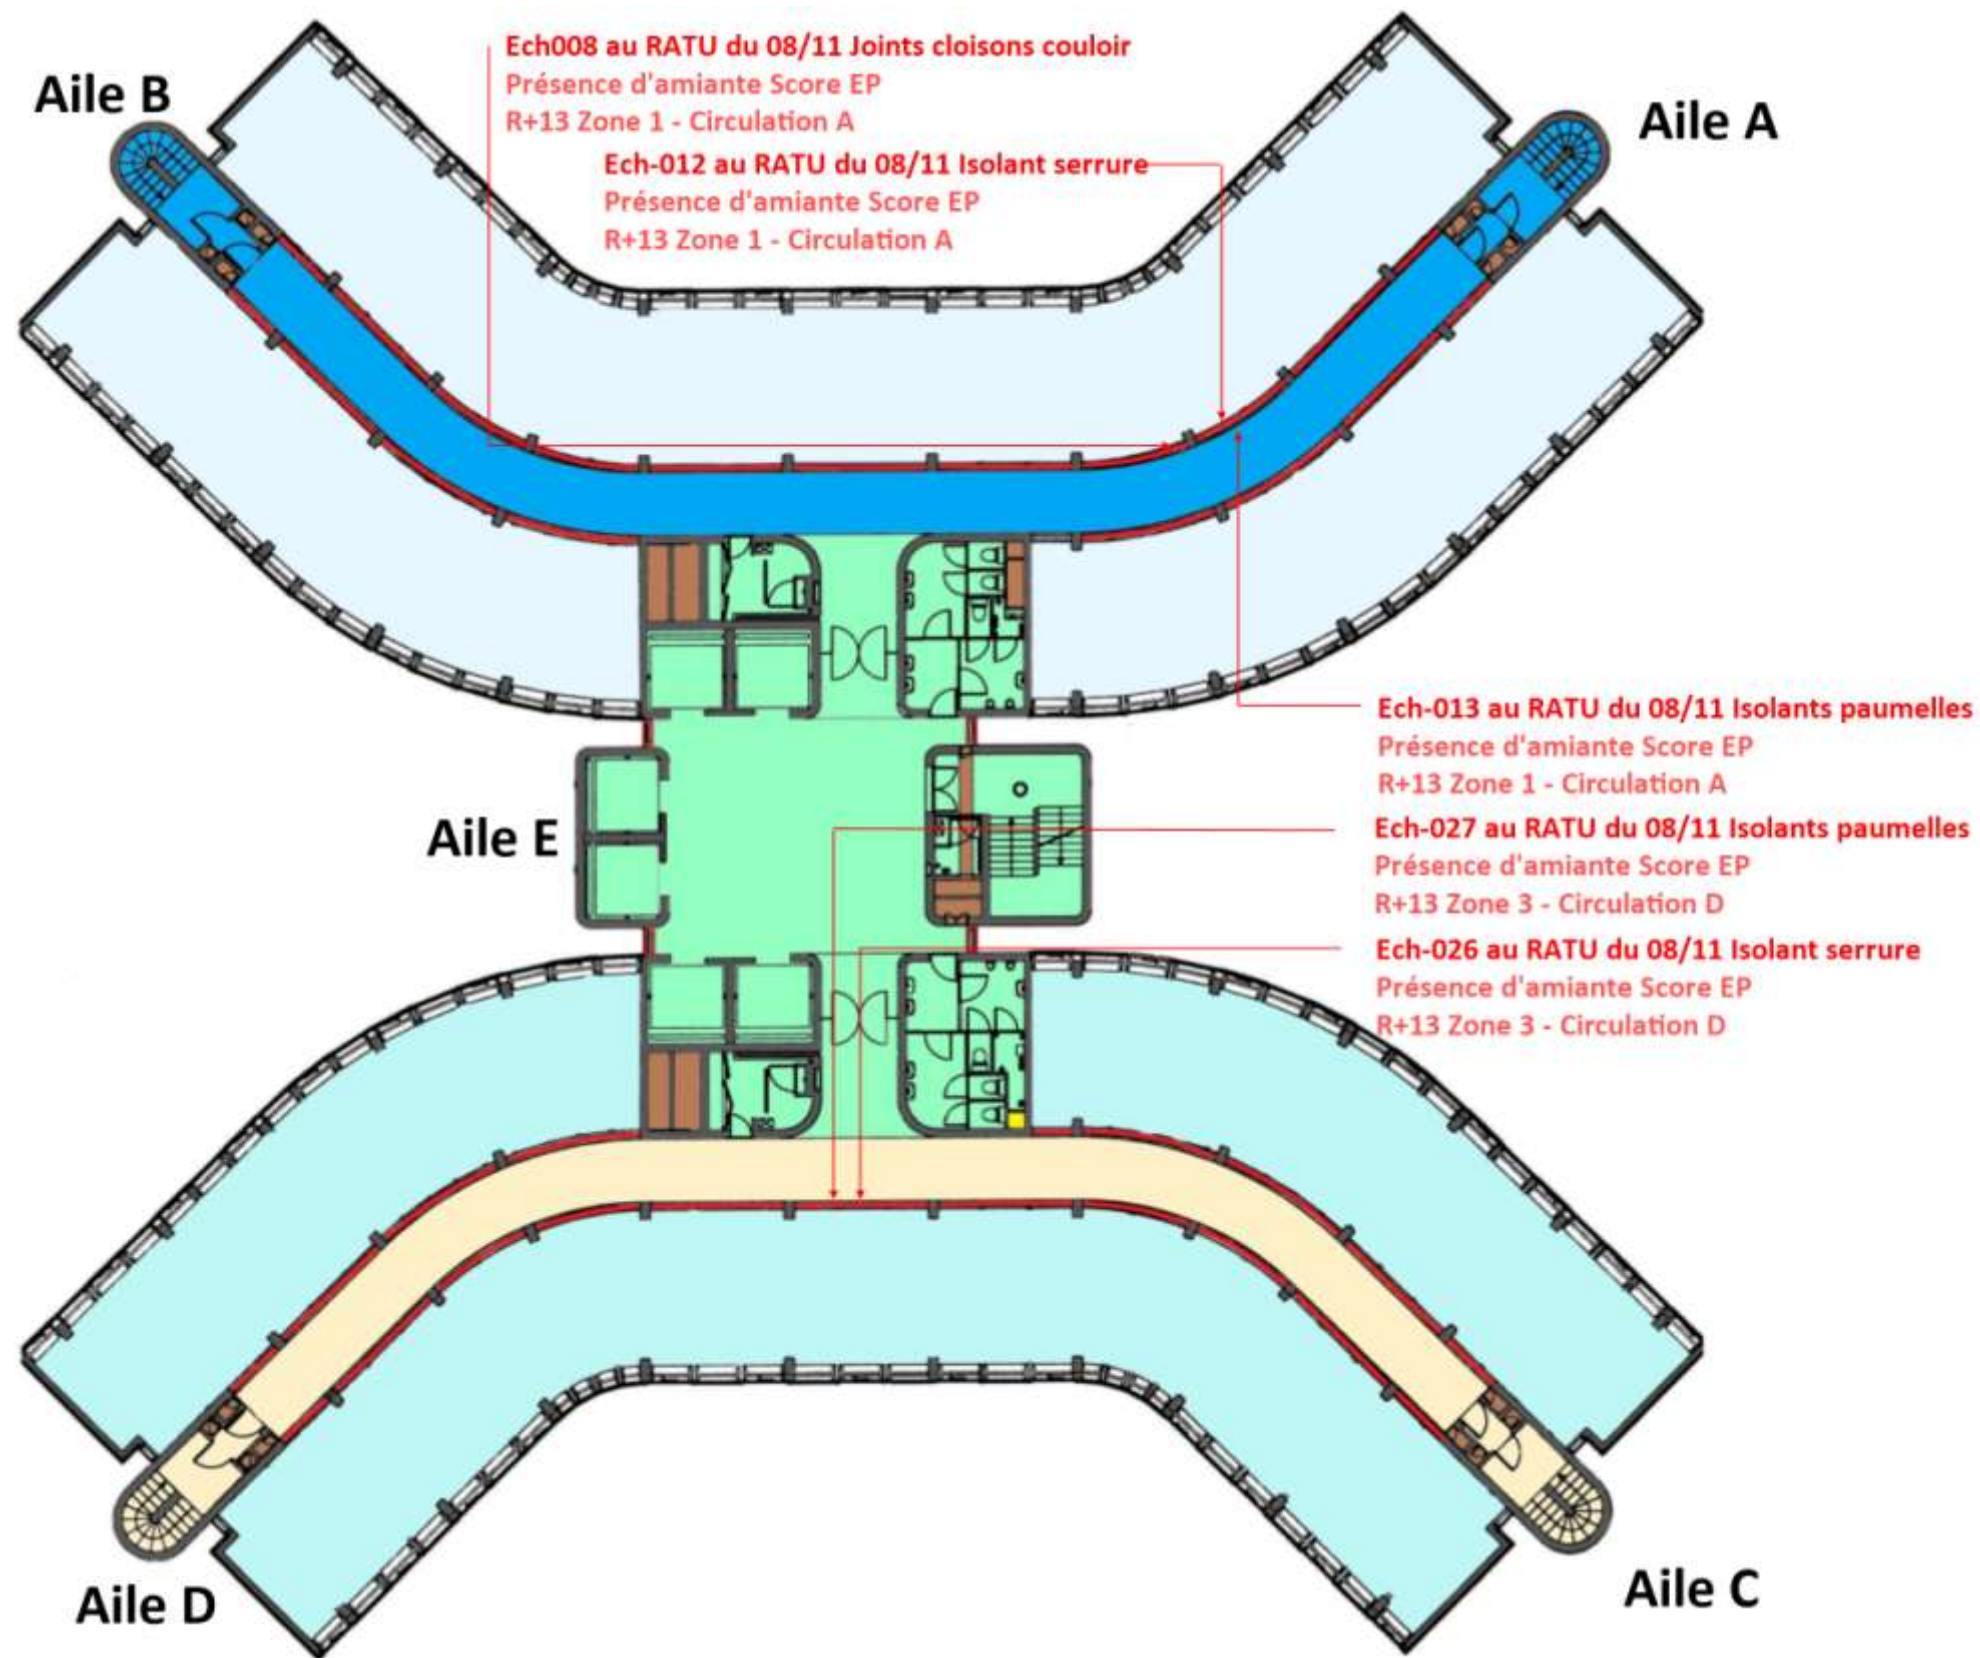 Ech008 au RATU du 08/11 Joints cloisons couloir
Présence d'amiante Score EP
R+13 Zone 1 - Circulation A
Aile B
Aile A
Ech-012 au RATU du 08/11 Isolant serrure
Présence d'amiante Score EP
R+13 Zone 1 - Circulation A
Ech-013 au RATU du 08/11 Isolants paumelles
Présence d'amiante Score EP
R+13 Zone 1 - Circulation A
Aile E
Ech-027 au RATU du 08/11 Isolants paumelles
Présence d'amiante Score EP
R+13 Zone 3 - Circulation D
Ech-026 au RATU du 08/11 Isolant serrure
Présence d'amiante Score EP
R+13 Zone 3 - Circulation D
Aile D
Aile C